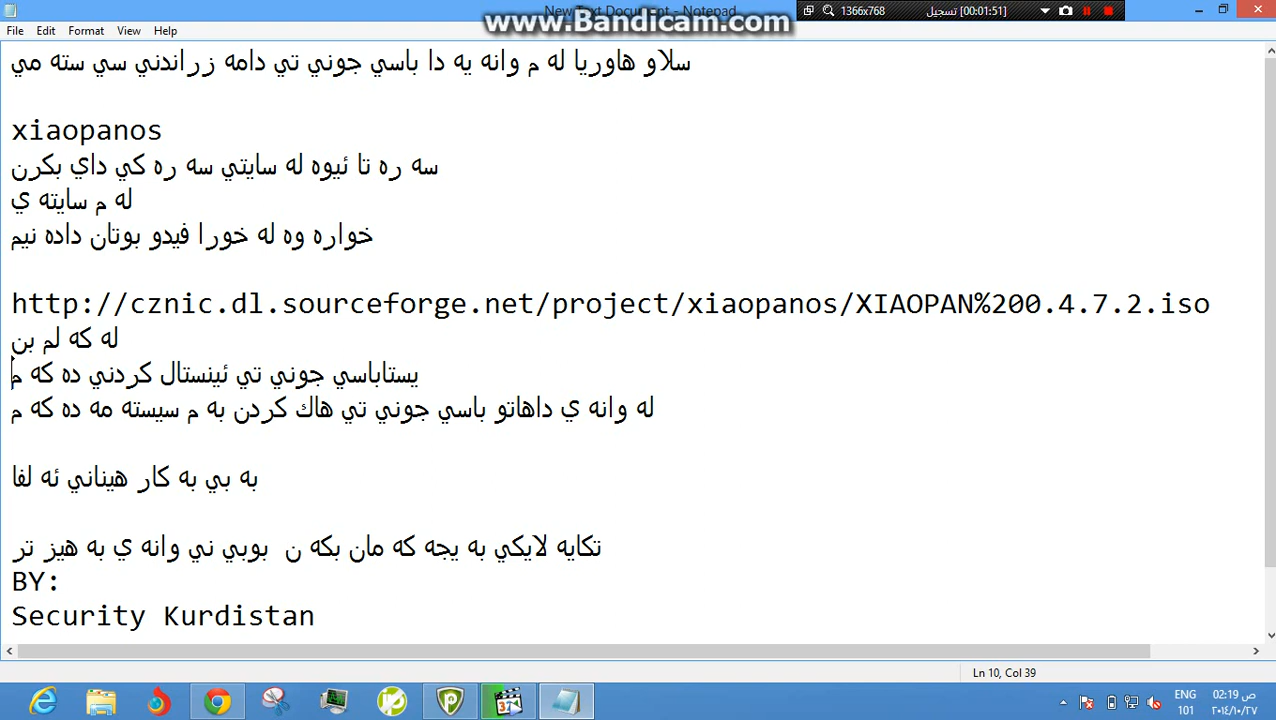 New Text Document - Notepad
www.Bandicam.com
1366x768
تسجيل [00:01:51]
File Edit Format View Help
سلاو هاوريا له م وانه يه دا باسي جوني تي دامه زراندني سي سته مي
xiaopanos
سه ره تا ئيوه له سايتي سه ره كي داي بكرن
له م سايته ي
خواره وه له خورا فيدو بوتان داده نيم
http://cznic.dl.sourceforge.net/project/xiaopanos/XIAOPAN%200.4.7.2.iso
له كه لم بن
يستاباسي جوني تي ئينستال كردني ده كه م
له وانه ي داهاتو باسي جوني تي هاك كردن به م سيسته مه ده كه م
به بي به كار هيناني ئه لفا
تكايه لايكي به يجه كه مان بكه ن  بوبي ني وانه ي به هيز تر
BY:
Security Kurdistan
Ln 10, Col 39
ENG
101
02:19 ص
٢٠١٤/١٠/٢٧